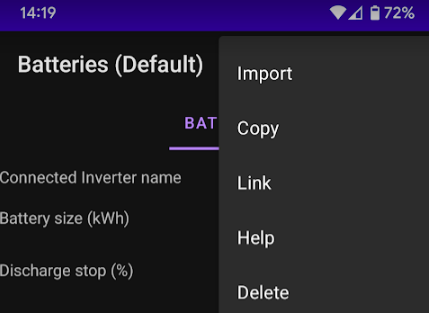 14:19 72%
Batteries (Default)
Import
BAT
Copy
Connected Inverter name
Link
Battery size (kWh)
Help
Discharge stop (%)
Delete